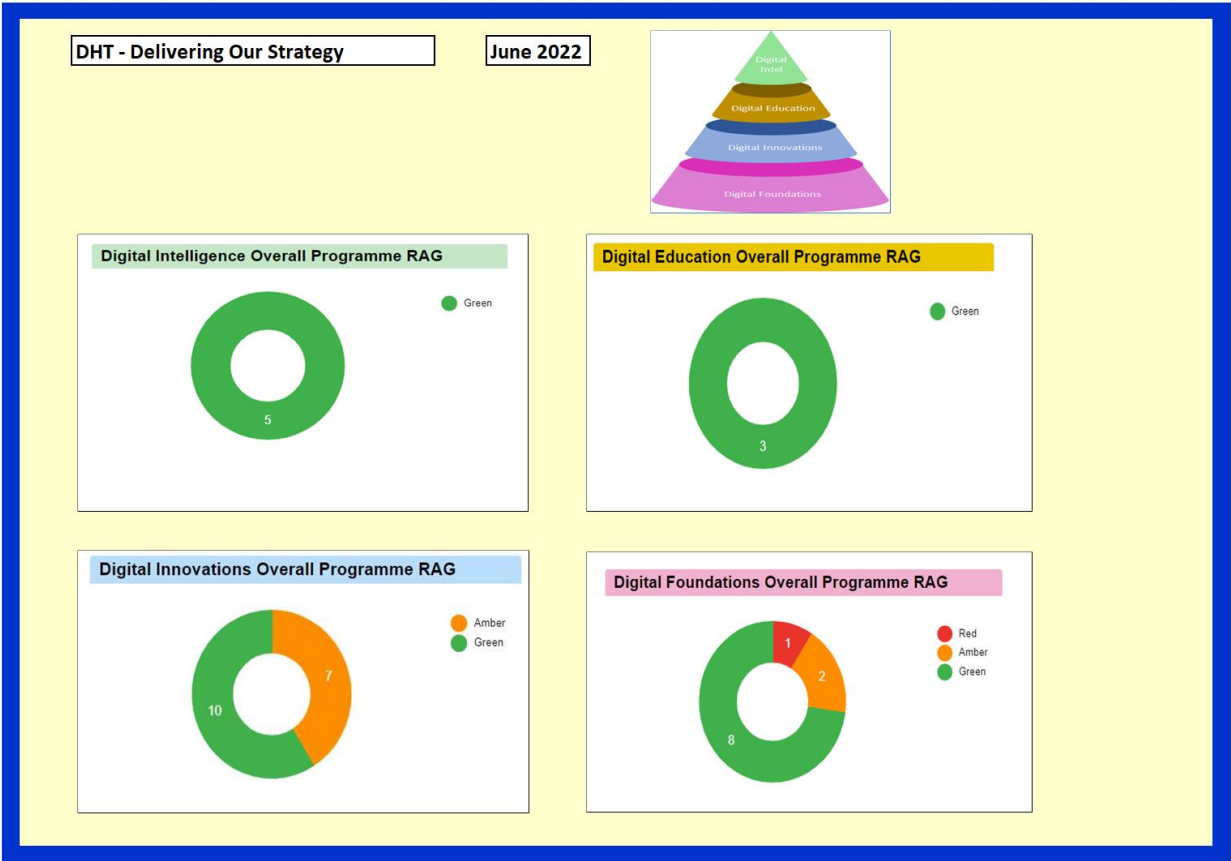 DHT - Delivering Our Strategy
June 2022
Digital
Intel
Digital Education
Digital Innovations
Digital Foundations
Digital Intelligence Overall Programme RAG
Green
5
Digital Education Overall Programme RAG
Green
3
Digital Innovations Overall Programme RAG
Amber
Green
7
10
Digital Foundations Overall Programme RAG
Red
Amber
Green
1
2
8